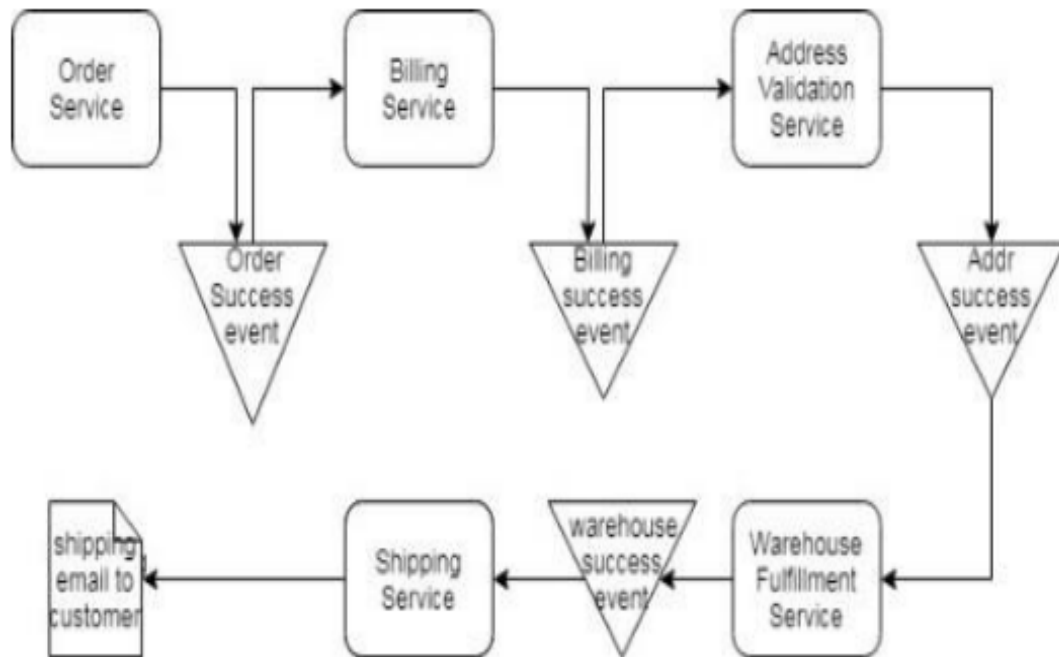 Order
Service
Billing
Service
Address
Validation
Service
Order
Success
event
Billing
success
event
Addr
success
event
shipping
email to
customer
Shipping
Service
warehouse
success
event
Warehouse
Fulfillment
Service